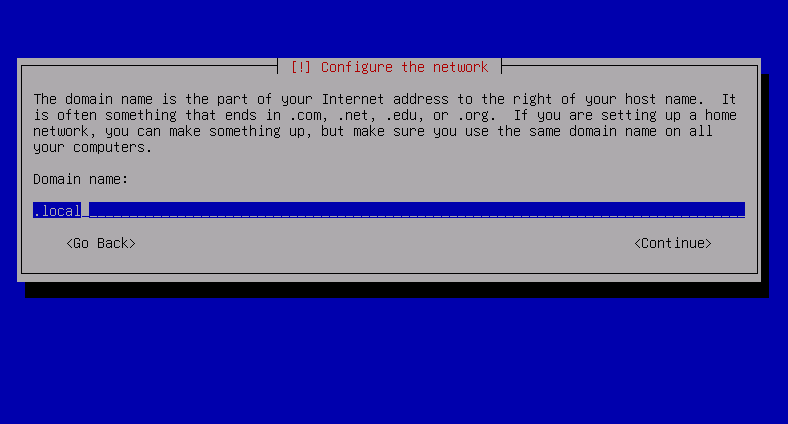 [!] Configure the network
The domain name is the part of your Internet address to the right of your host name.  It
is often something that ends in .com, .net, .edu, or .org.  If you are setting up a home
network, you can make something up, but make sure you use the same domain name on all
your computers.
Domain name:
.local
<Go Back> <Continue>